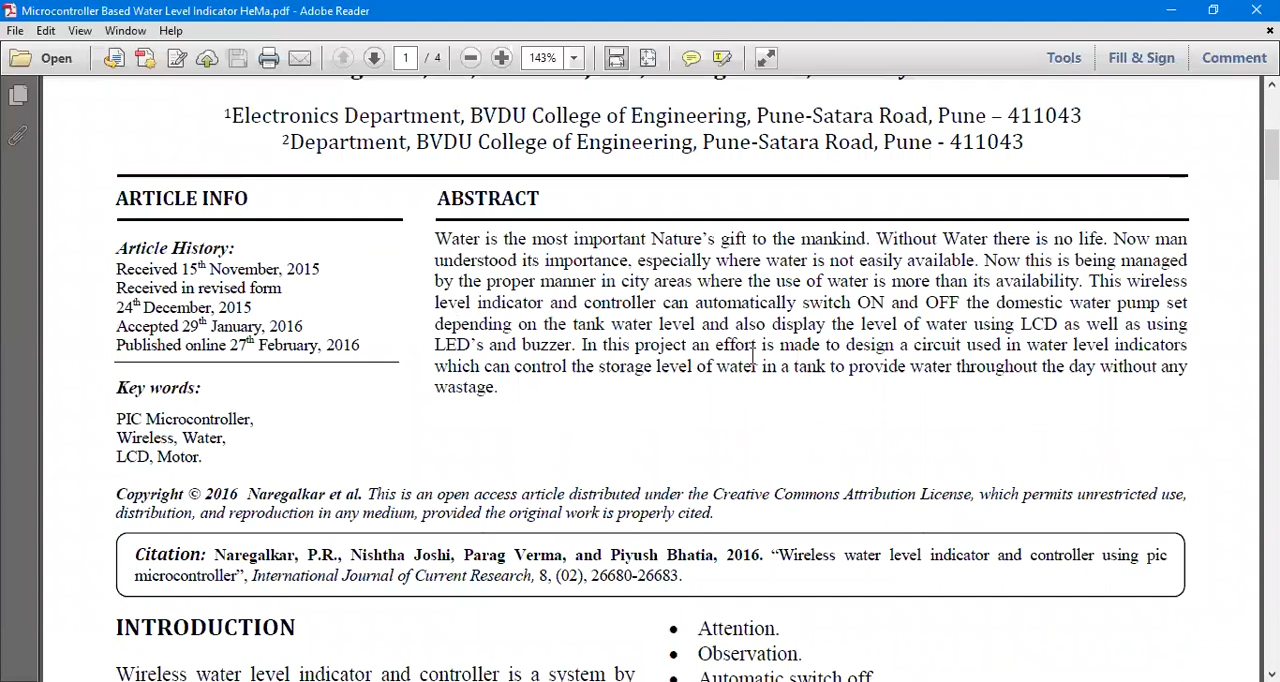 Microcontroller Based Water Level Indicator HeMa.pdf - Adobe Reader
File Edit View Window Help
Open 1 / 4 143% Tools Fill & Sign Comment
¹Electronics Department, BVDU College of Engineering, Pune-Satara Road, Pune – 411043
²Department, BVDU College of Engineering, Pune-Satara Road, Pune - 411043
ARTICLE INFO
Article History:
Received 15th November, 2015
Received in revised form
24th December, 2015
Accepted 29th January, 2016
Published online 27th February, 2016
Key words:
PIC Microcontroller,
Wireless, Water,
LCD, Motor.
ABSTRACT
Water is the most important Nature’s gift to the mankind. Without Water there is no life. Now man
understood its importance, especially where water is not easily available. Now this is being managed
by the proper manner in city areas where the use of water is more than its availability. This wireless
level indicator and controller can automatically switch ON and OFF the domestic water pump set
depending on the tank water level and also display the level of water using LCD as well as using
LED’s and buzzer. In this project an effort is made to design a circuit used in water level indicators
which can control the storage level of water in a tank to provide water throughout the day without any
wastage.
Copyright © 2016 Naregalkar et al. This is an open access article distributed under the Creative Commons Attribution License, which permits unrestricted use,
distribution, and reproduction in any medium, provided the original work is properly cited.
Citation: Naregalkar, P.R., Nishtha Joshi, Parag Verma, and Piyush Bhatia, 2016. “Wireless water level indicator and controller using pic
microcontroller”, International Journal of Current Research, 8, (02), 26680-26683.
INTRODUCTION
Wireless water level indicator and controller is a system by
• Attention.
• Observation.
• Automatic switch off